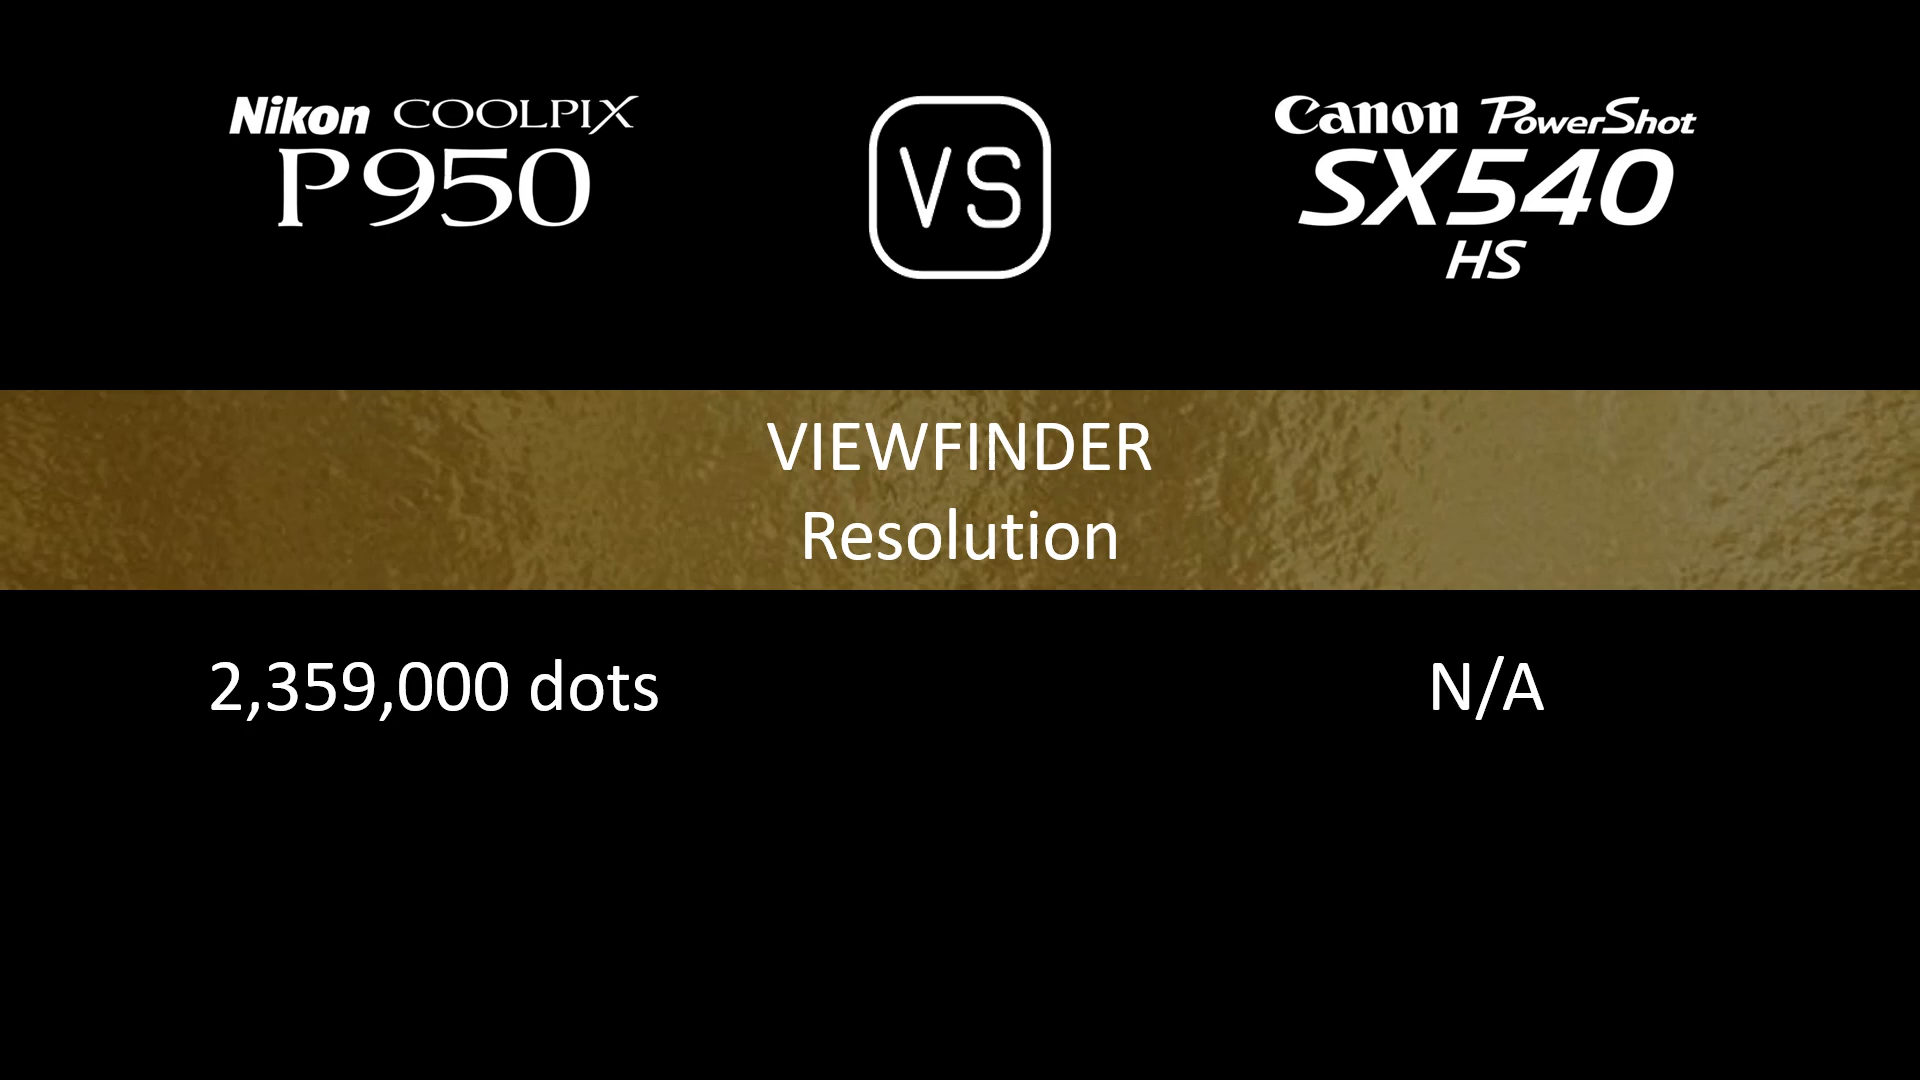 Nikon COOLPIX
P950
VS
Canon PowerShot
SX540
HS
VIEWFINDER
Resolution
2,359,000 dots
N/A